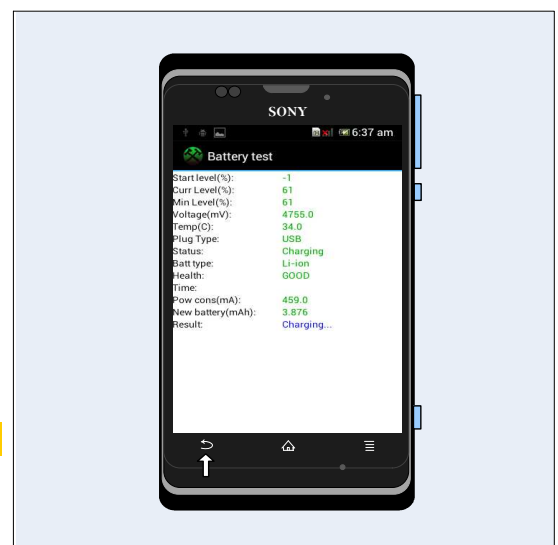 SONY
6:37 am
Battery test
Start level(%): -1
Curr Level(%): 61
Min Level(%): 61
Voltage(mV): 4755.0
Temp(C): 34.0
Plug Type: USB
Status: Charging
Batt type: Li-ion
Health: GOOD
Time:
Pow cons(mA): 459.0
New battery(mAh): 3.876
Result: Charging...